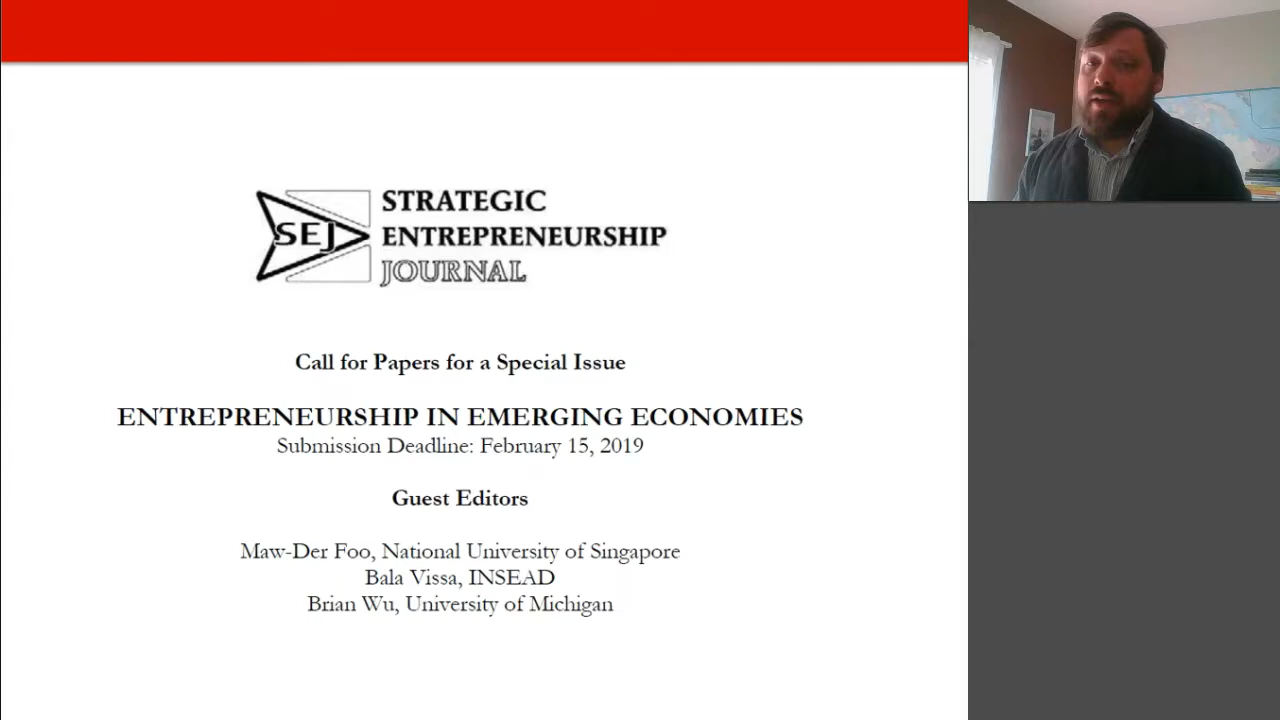 SEJ
STRATEGIC
ENTREPRENEURSHIP
JOURNAL
Call for Papers for a Special Issue
ENTREPRENEURSHIP IN EMERGING ECONOMIES
Submission Deadline: February 15, 2019
Guest Editors
Maw-Der Foo, National University of Singapore
Bala Vissa, INSEAD
Brian Wu, University of Michigan